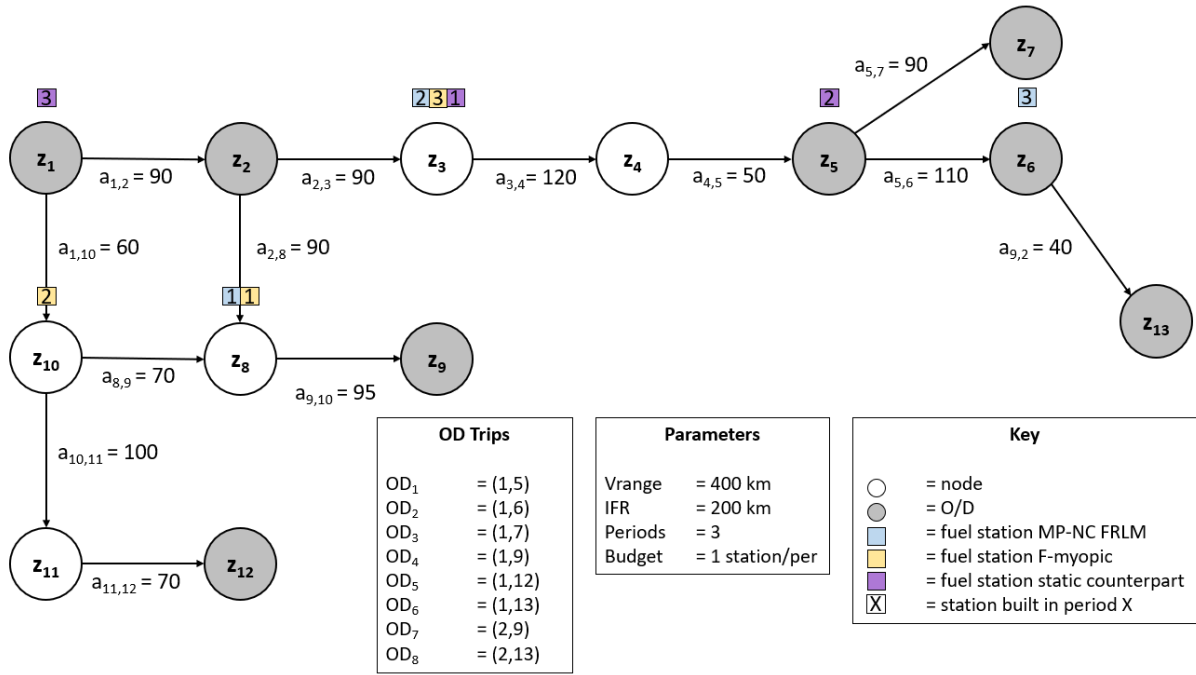 z7
a5,7 = 90
3
2 3 1
2
3
z1
z2
z3
z4
z5
z6
a1,2 = 90
a2,3 = 90
a3,4 = 120
a4,5 = 50
a5,6 = 110
a1,10 = 60
a2,8 = 90
a9,2 = 40
2
1 1
z13
z10
z8
z9
a8,9 = 70
a9,10 = 95
a10,11 = 100
z11
z12
a11,12 = 70
OD Trips
OD1 = (1,5)
OD2 = (1,6)
OD3 = (1,7)
OD4 = (1,9)
OD5 = (1,12)
OD6 = (1,13)
OD7 = (2,9)
OD8 = (2,13)
Parameters
Vrange = 400 km
IFR = 200 km
Periods = 3
Budget = 1 station/per
Key
= node
= O/D
= fuel station MP-NC FRLM
= fuel station F-myopic
= fuel station static counterpart
X = station built in period X